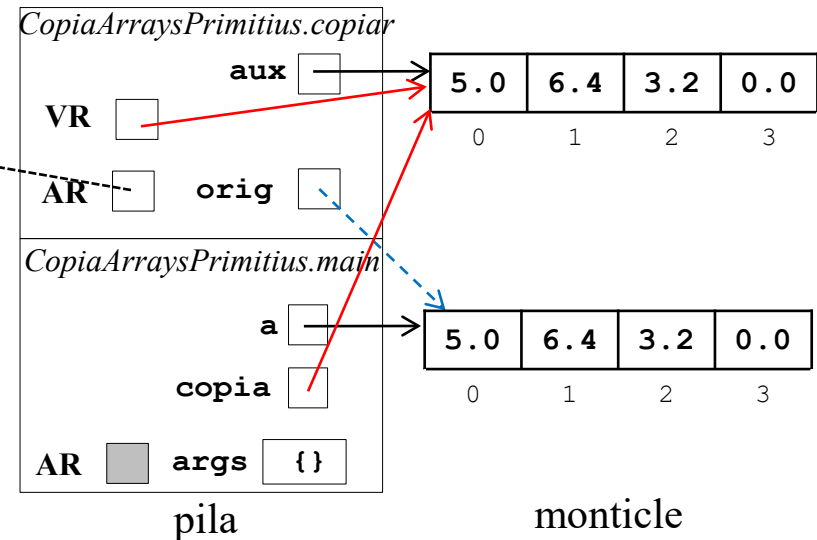 CopiaArraysPrimitius.copiar
aux
5.0 6.4 3.2 0.0
VR
0 1 2 3
AR orig
CopiaArraysPrimitius.main
a
5.0 6.4 3.2 0.0
copia
0 1 2 3
AR args {}
pila monticle